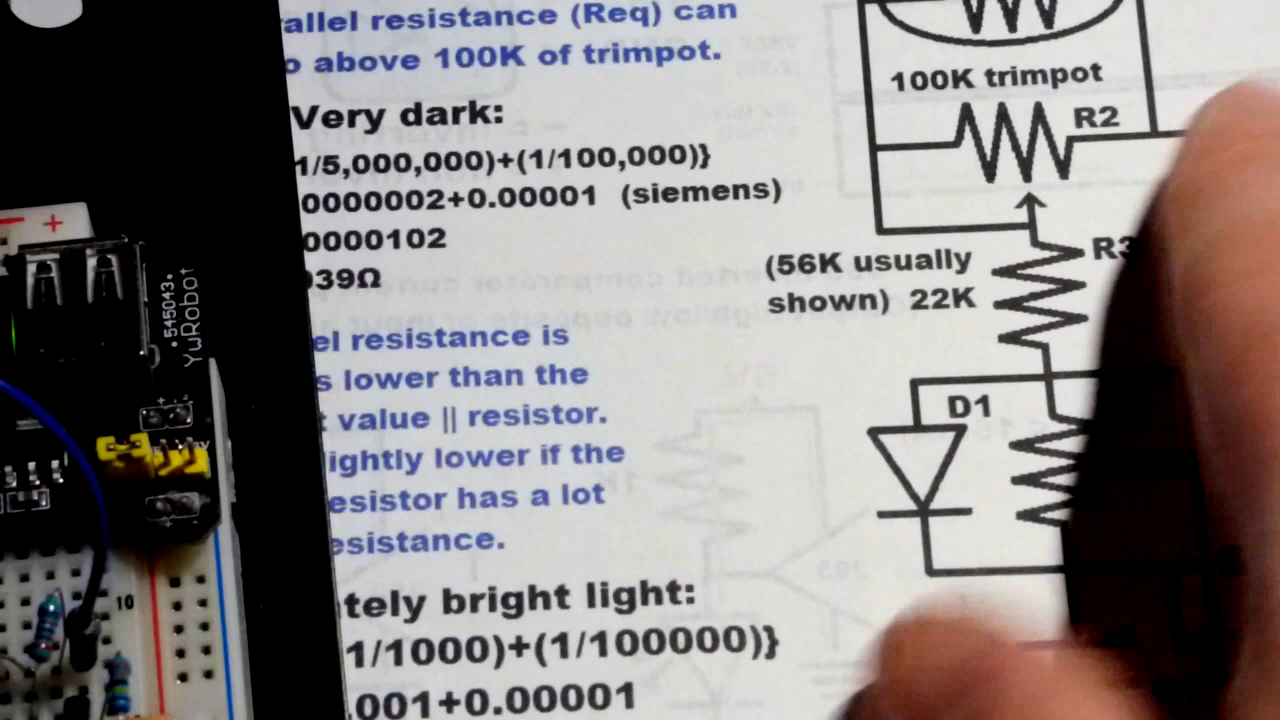 allel resistance (Req) can
o above 100K of trimpot.
Very dark:
1/5,000,000)+(1/100,000)}
0000002+0.00001 (siemens)
0000102
039Ω
el resistance is
s lower than the
t value || resistor.
ightly lower if the
esistor has a lot
esistance.
tely bright light:
1/1000)+(1/100000)}
.001+0.00001
100K trimpot
R2
R3
(56K usually
shown) 22K
D1
545043
YuRobot
10